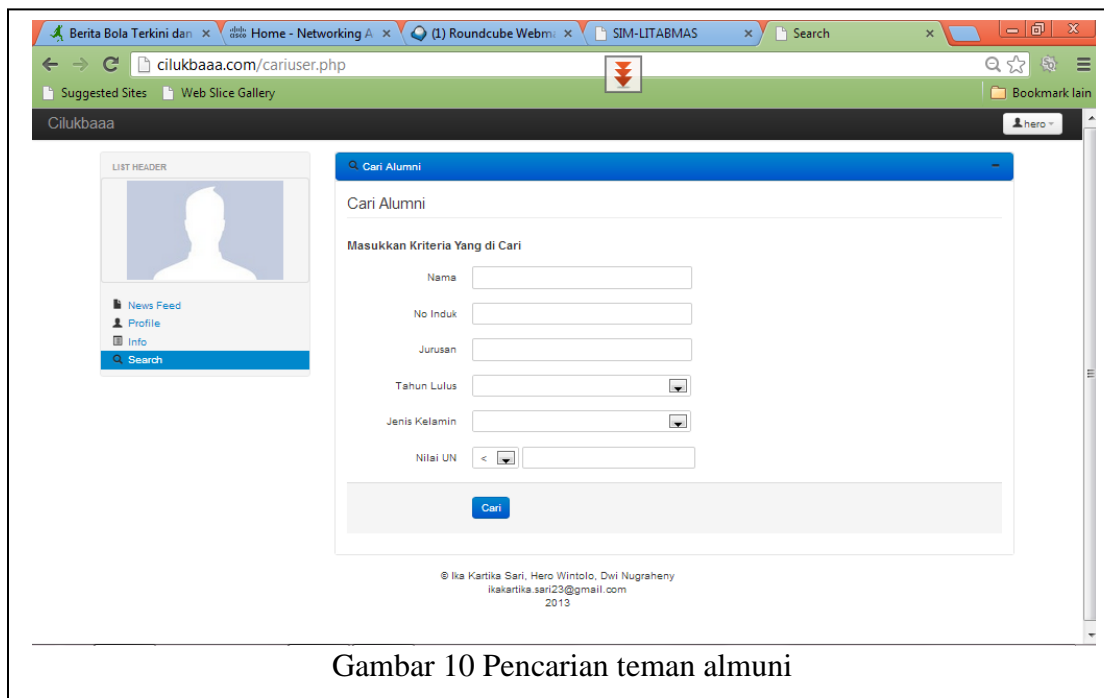 Berita Bola Terkini dan
Home - Networking A
(1) Roundcube Webma
SIM-LITABMAS
Search
cilukbaaa.com/cariuser.php
Suggested Sites
Web Slice Gallery
Bookmark lain
Cilukbaaa
hero
LIST HEADER
News Feed
Profile
Info
Search
Cari Alumni
Cari Alumni
Masukkan Kriteria Yang di Cari
Nama
No Induk
Jurusan
Tahun Lulus
Jenis Kelamin
Nilai UN <
Cari
© Ika Kartika Sari, Hero Wintolo, Dwi Nugraheny
ikakartika.sari23@gmail.com
2013
Gambar 10 Pencarian teman almuni